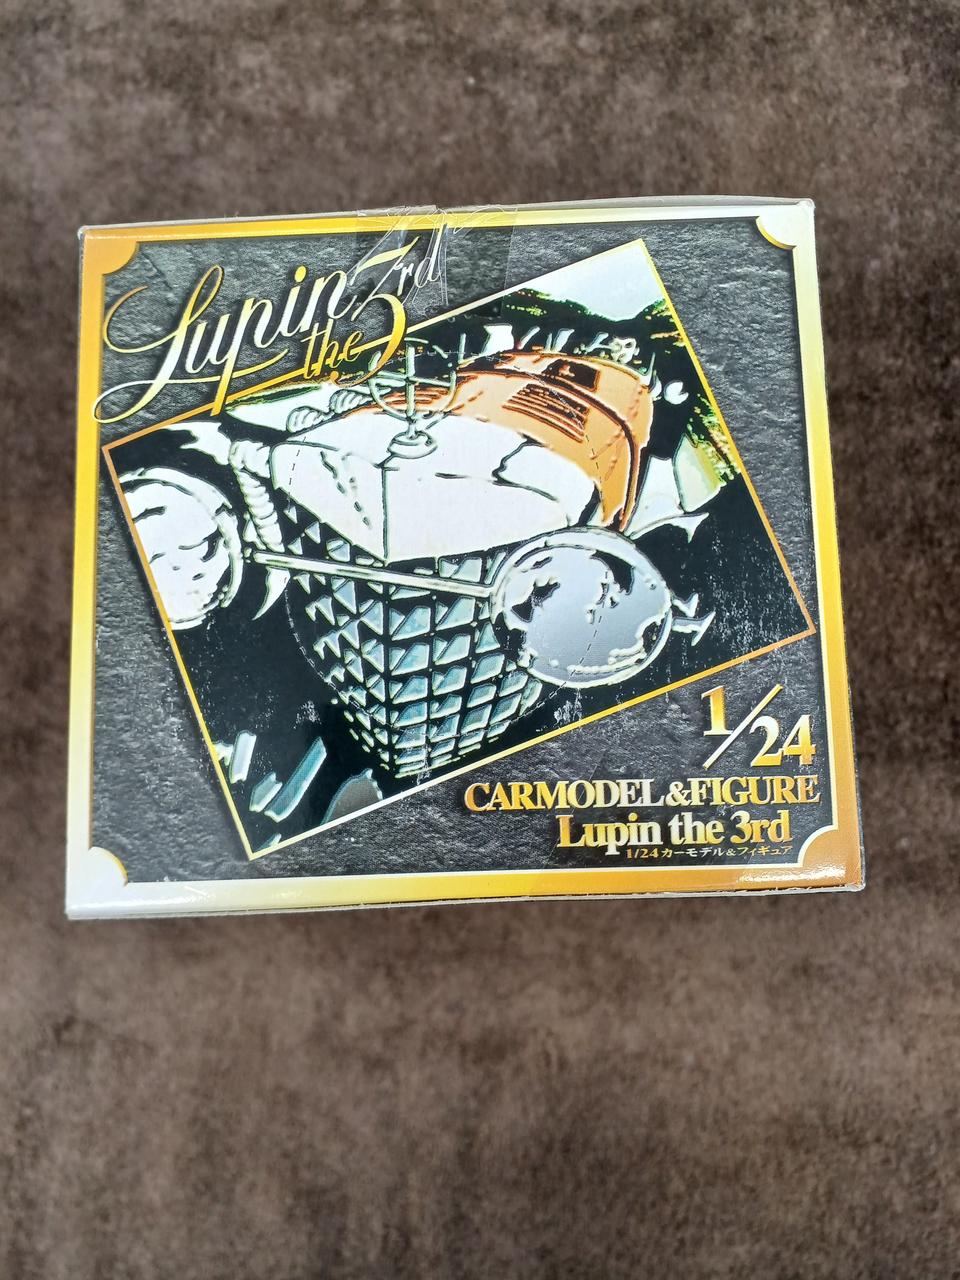 Lupin
the 3rd
1/24
CARMODEL&FIGURE
Lupin the 3rd
1/24カーモデル&フィギュア